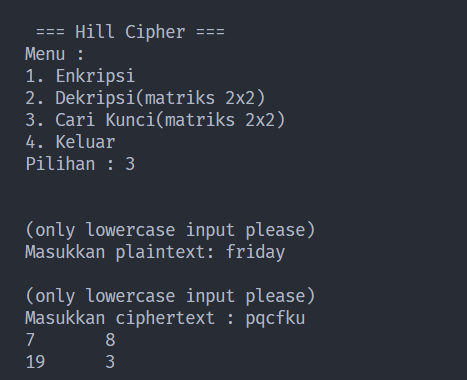 === Hill Cipher ===
Menu :
1. Enkripsi
2. Dekripsi(matriks 2x2)
3. Cari Kunci(matriks 2x2)
4. Keluar
Pilihan : 3
(only lowercase input please)
Masukkan plaintext: friday
(only lowercase input please)
Masukkan ciphertext : pqcfku
7 8
19 3